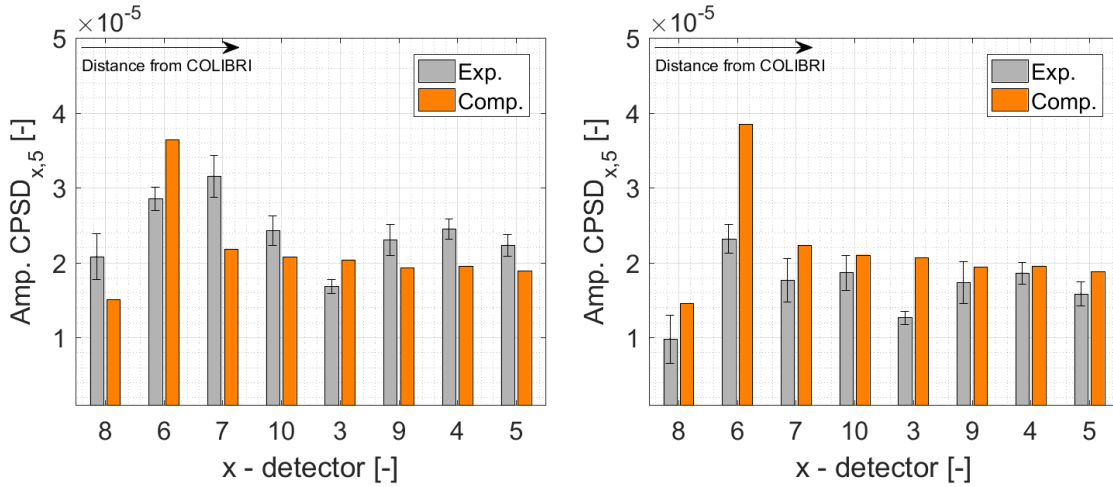 ×10⁻⁵
5
4
3
2
1
Amp. CPSDₓ,₅ [-]
Distance from COLIBRI
Exp.
Comp.
8 6 7 10 3 9 4 5
x - detector [-]
×10⁻⁵
5
4
3
2
1
Amp. CPSDₓ,₅ [-]
Distance from COLIBRI
Exp.
Comp.
8 6 7 10 3 9 4 5
x - detector [-]